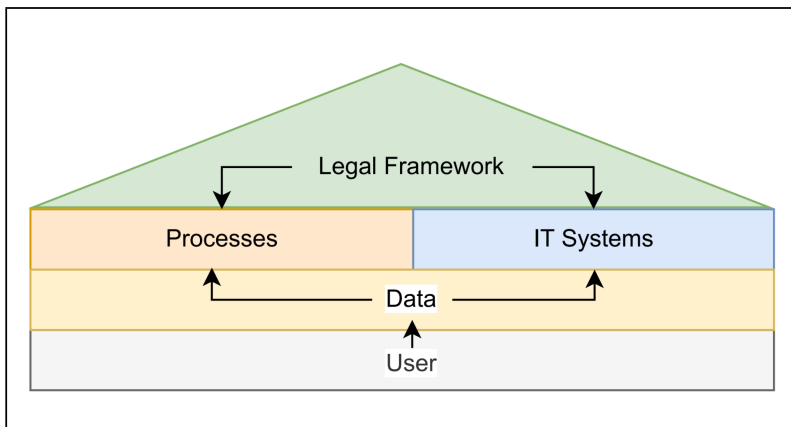 Legal Framework
Processes
IT Systems
Data
User